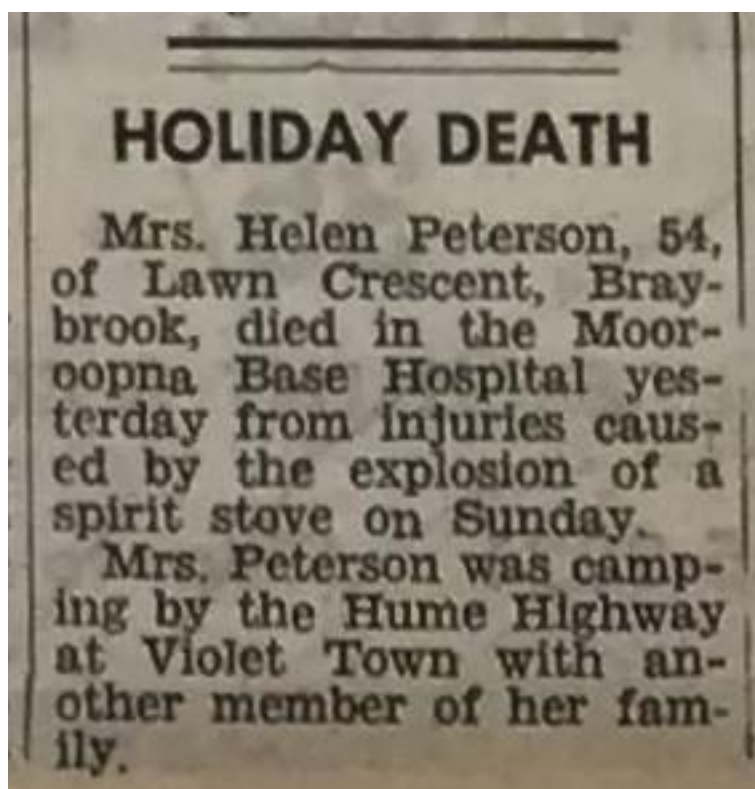 HOLIDAY DEATH
Mrs. Helen Peterson, 54,
of Lawn Crescent, Bray-
brook, died in the Moor-
oopna Base Hospital yes-
terday from injuries caus-
ed by the explosion of a
spirit stove on Sunday.
Mrs. Peterson was camp-
ing by the Hume Highway
at Violet Town with an-
other member of her fam-
ily.